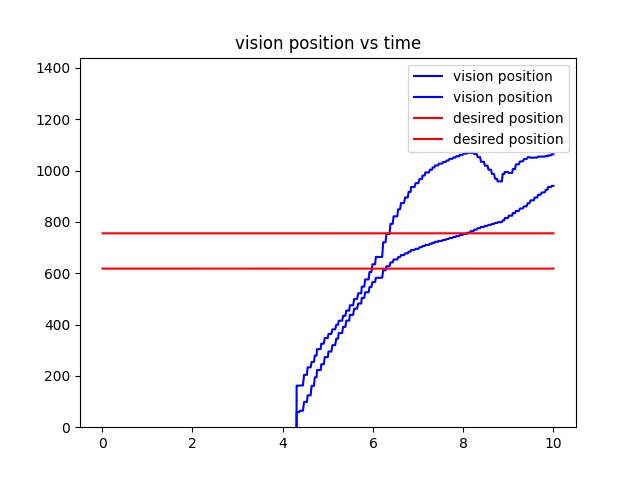 vision position vs time
vision position
vision position
desired position
desired position
1400
1200
1000
800
600
400
200
0
0 2 4 6 8 10